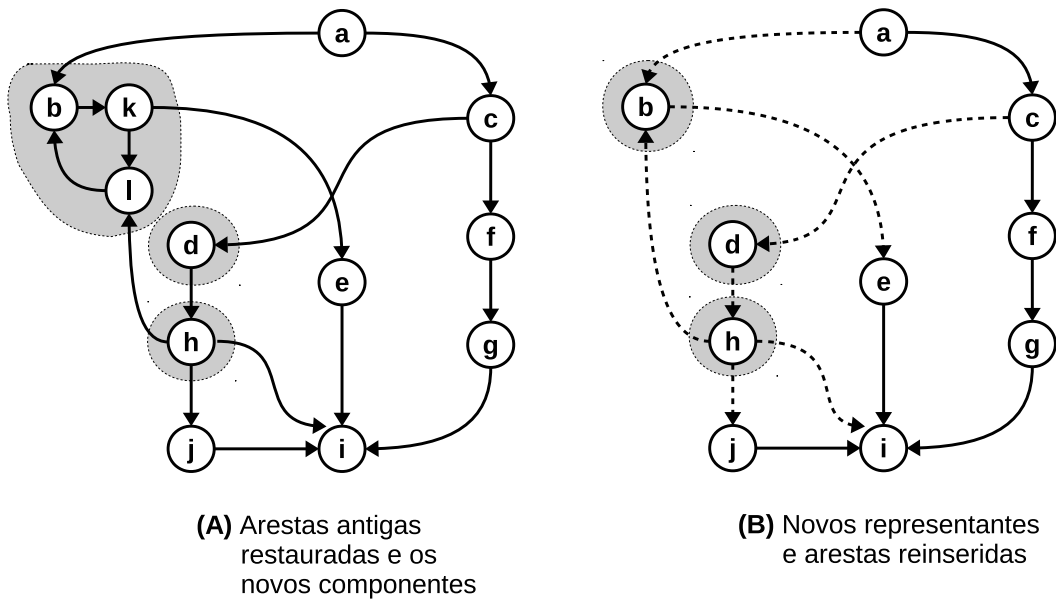 a
b
k
c
l
d
f
e
h
g
j
i
(A) Arestas antigas
restauradas e os
novos componentes
a
b
c
d
f
e
h
g
j
i
(B) Novos representantes
e arestas reinseridas